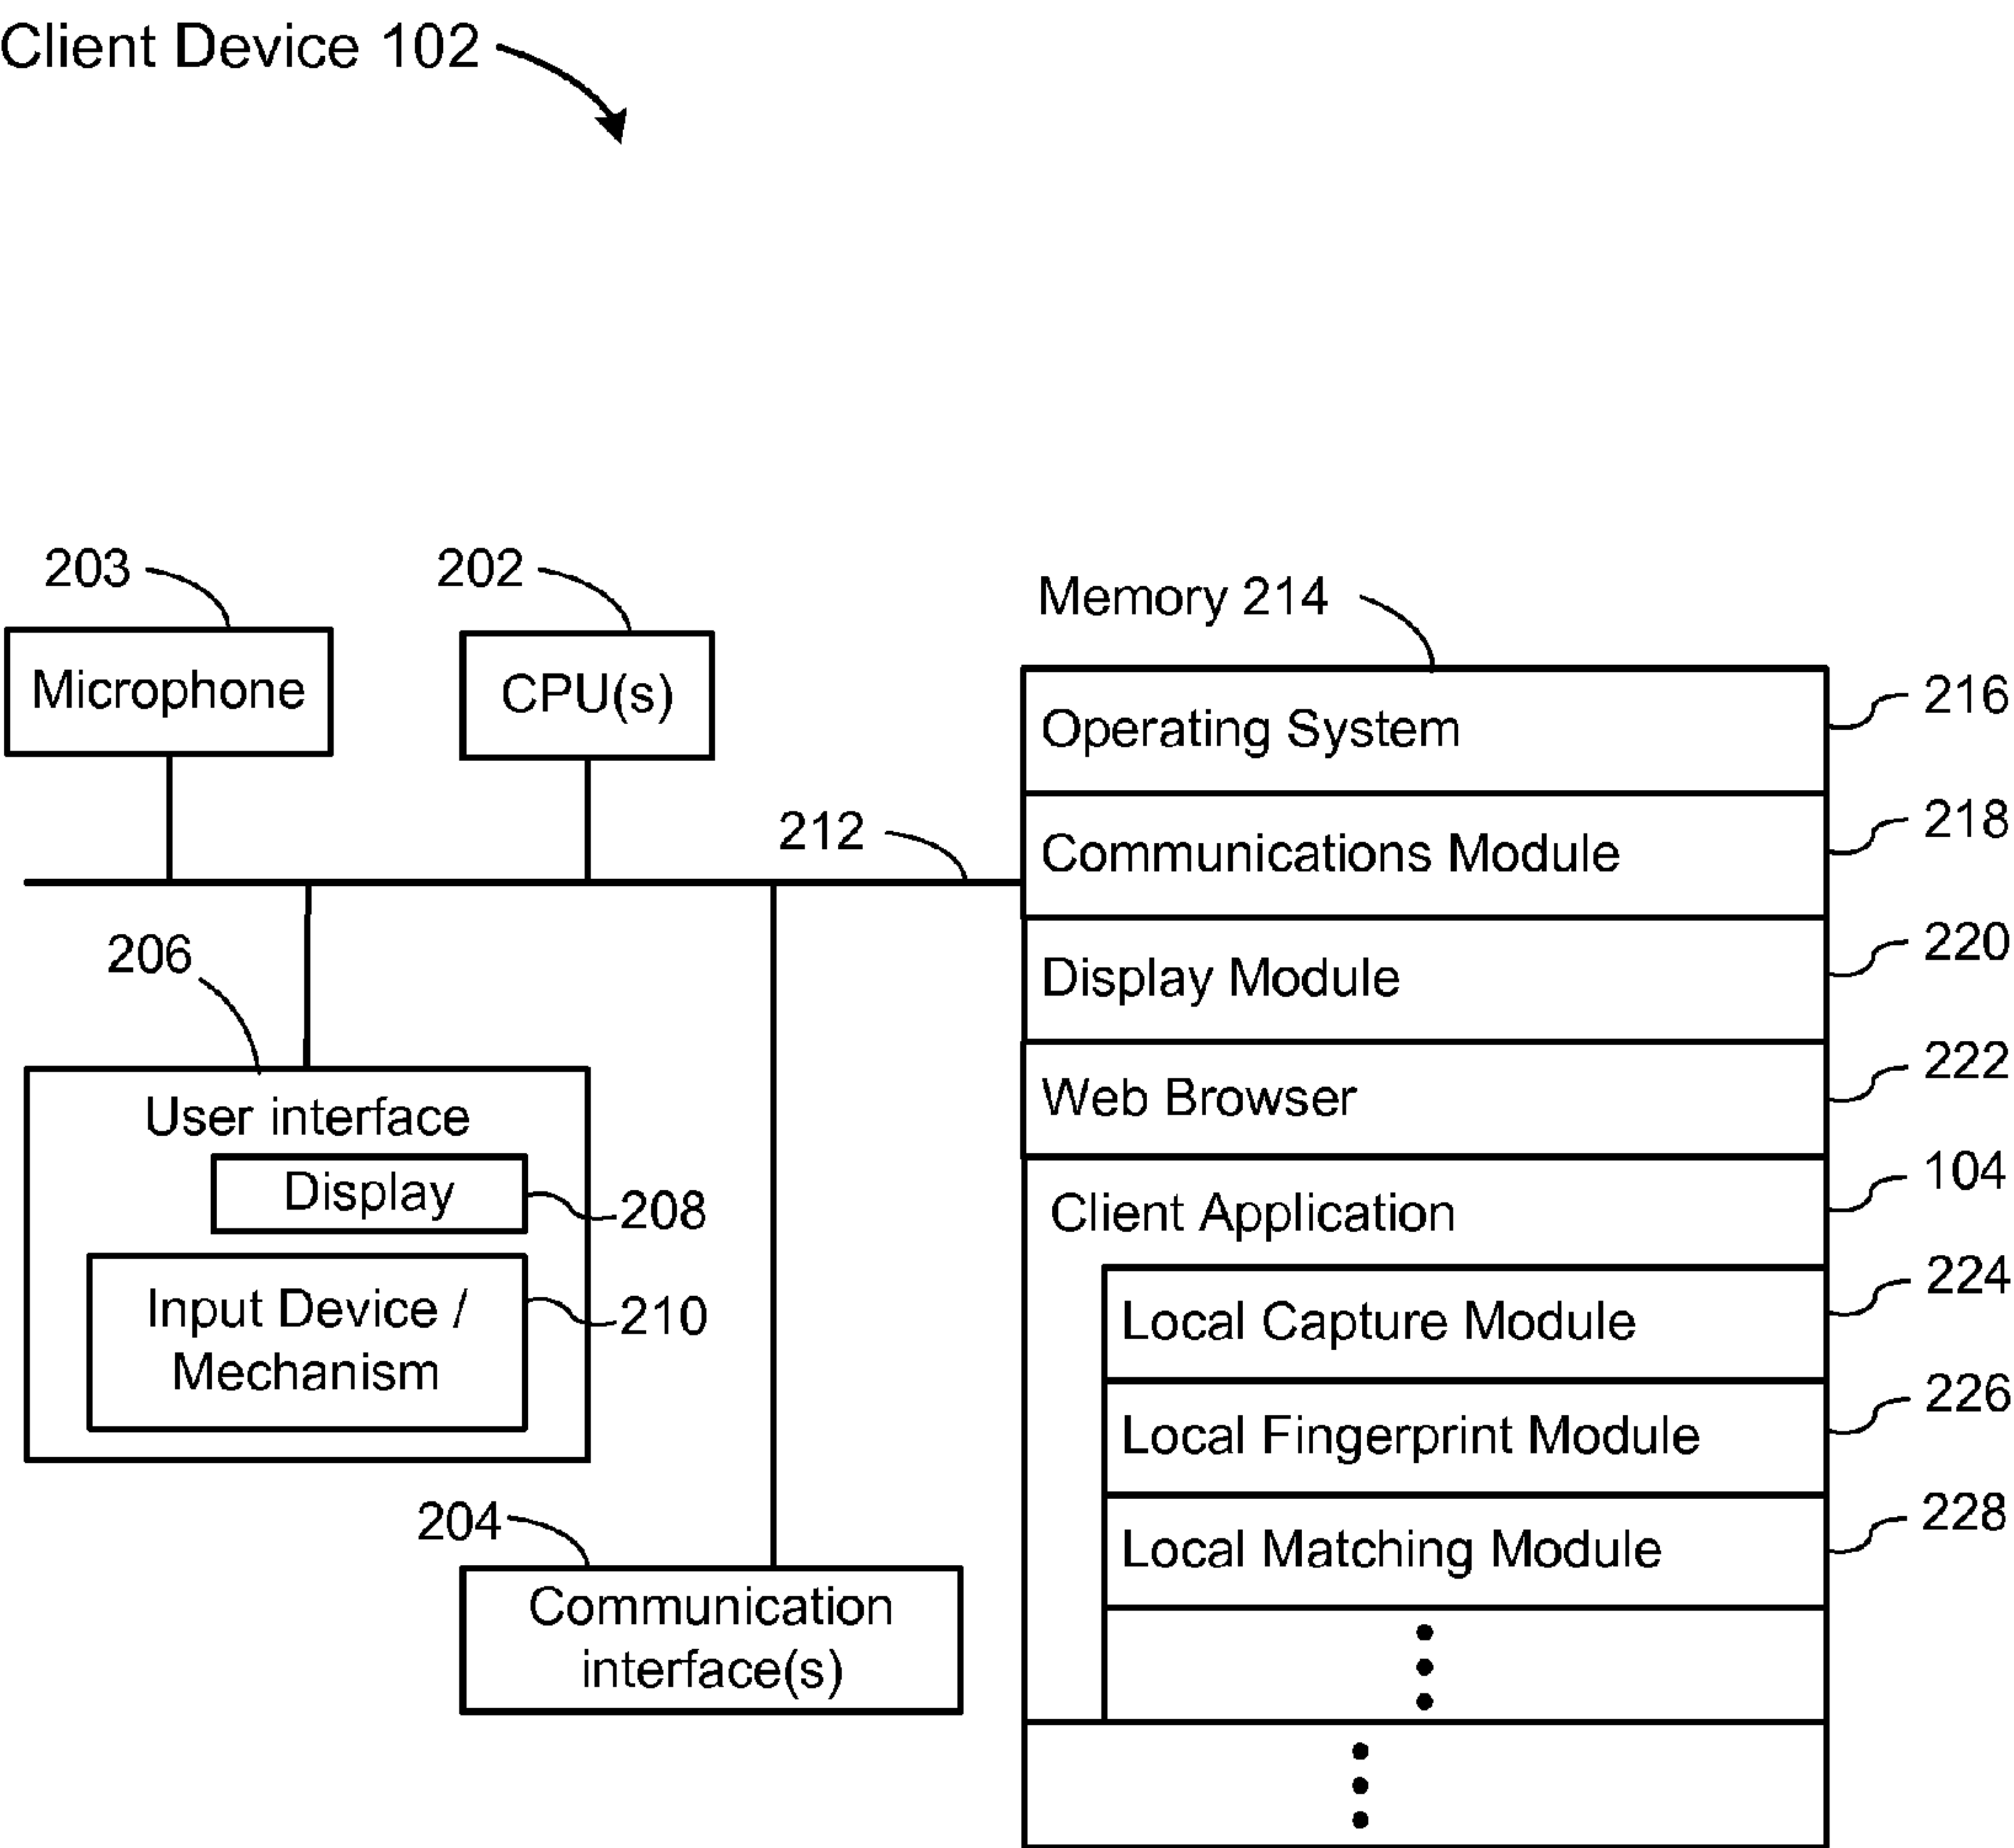 Client Device 102
203
202
Memory 214
Microphone
CPU(s)
Operating System
216
212
Communications Module
218
206
Display Module
220
User interface
Web Browser
222
Display
208
Client Application
104
Input Device /
Mechanism
210
Local Capture Module
224
Local Fingerprint Module
226
204
Local Matching Module
228
Communication
interface(s)